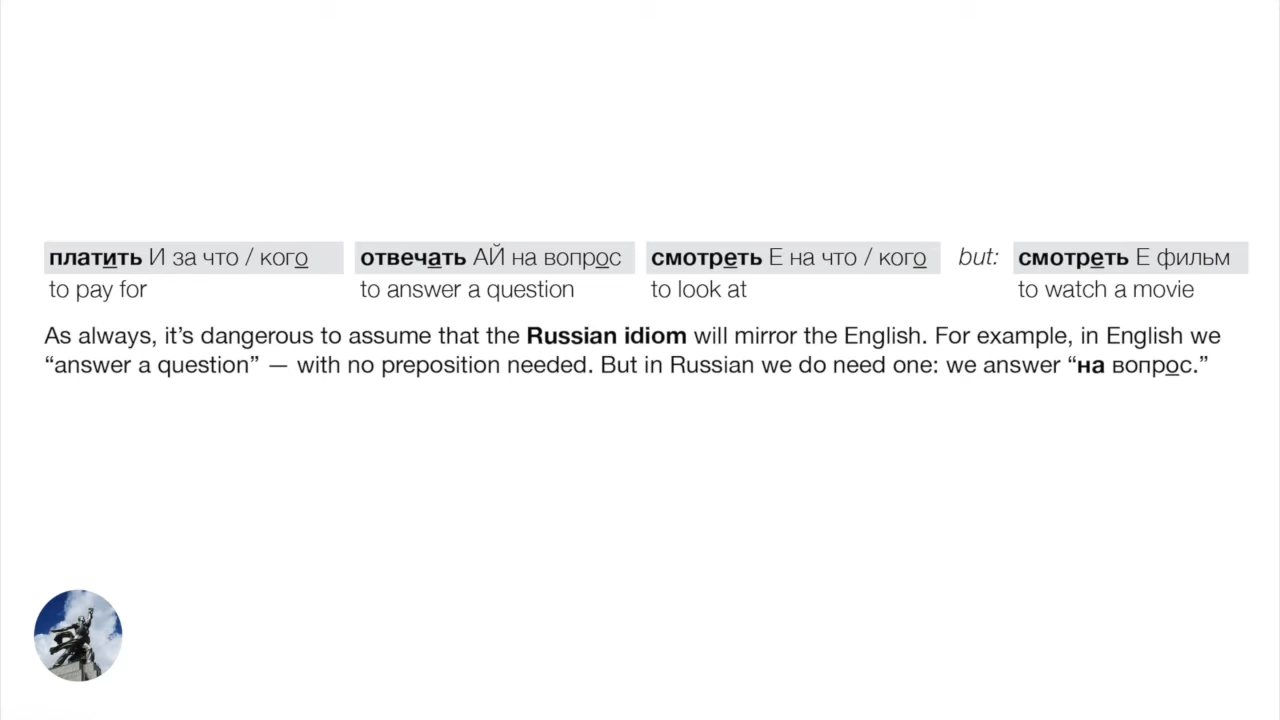 платить И за что / кого отвечать АЙ на вопрос смотреть Е на что / кого but: смотреть Е фильм
to pay for to answer a question to look at to watch a movie
As always, it's dangerous to assume that the Russian idiom will mirror the English. For example, in English we
“answer a question” — with no preposition needed. But in Russian we do need one: we answer “на вопрос.”